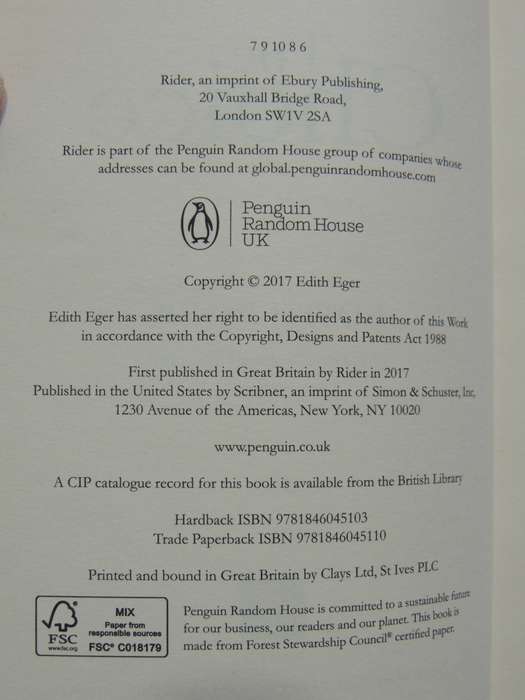 7 9 10 8 6
Rider, an imprint of Ebury Publishing,
20 Vauxhall Bridge Road,
London SW1V 2SA
Rider is part of the Penguin Random House group of companies whose
addresses can be found at global.penguinrandomhouse.com
Penguin
Random House
UK
Copyright © 2017 Edith Eger
Edith Eger has asserted her right to be identified as the author of this Work
in accordance with the Copyright, Designs and Patents Act 1988
First published in Great Britain by Rider in 2017
Published in the United States by Scribner, an imprint of Simon & Schuster, Inc,
1230 Avenue of the Americas, New York, NY 10020
www.penguin.co.uk
A CIP catalogue record for this book is available from the British Library
Hardback ISBN 9781846045103
Trade Paperback ISBN 9781846045110
Printed and bound in Great Britain by Clays Ltd, St Ives PLC
FSC
www.fsc.org
MIX
Paper from
responsible sources
FSC® C018179
Penguin Random House is committed to a sustainable future
for our business, our readers and our planet. This book is
made from Forest Stewardship Council® certified paper.